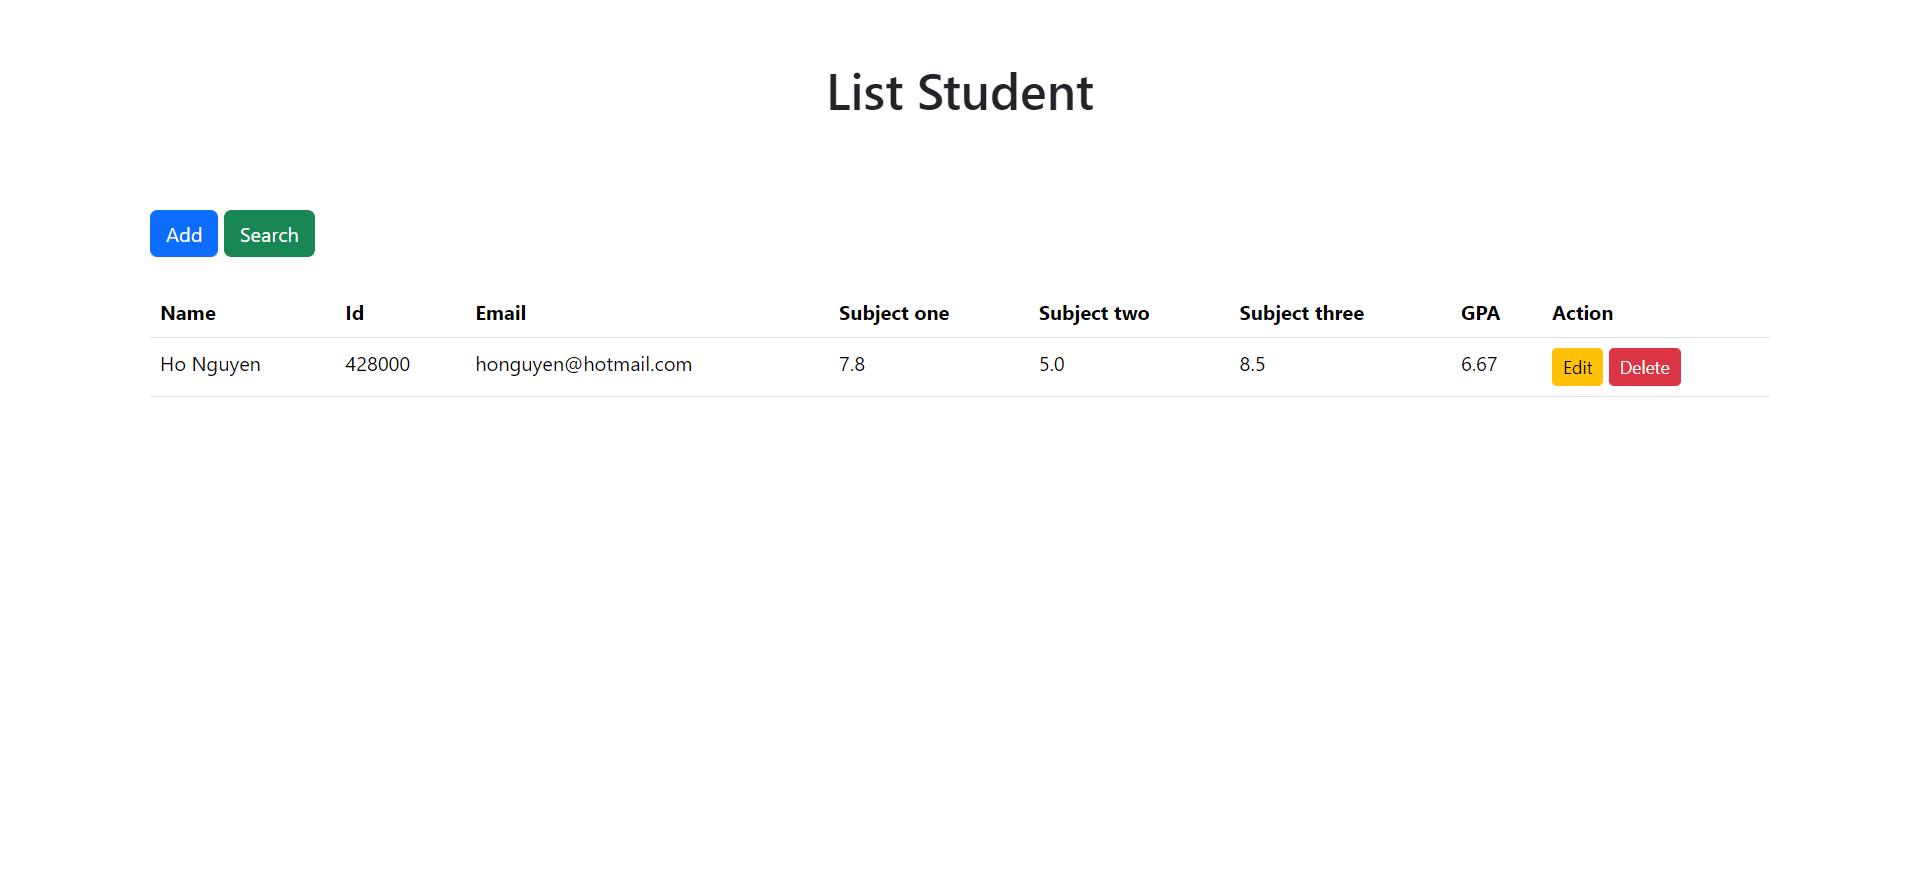 List Student
Add Search
Name Id Email Subject one Subject two Subject three GPA Action
Ho Nguyen 428000 honguyen@hotmail.com 7.8 5.0 8.5 6.67 Edit Delete